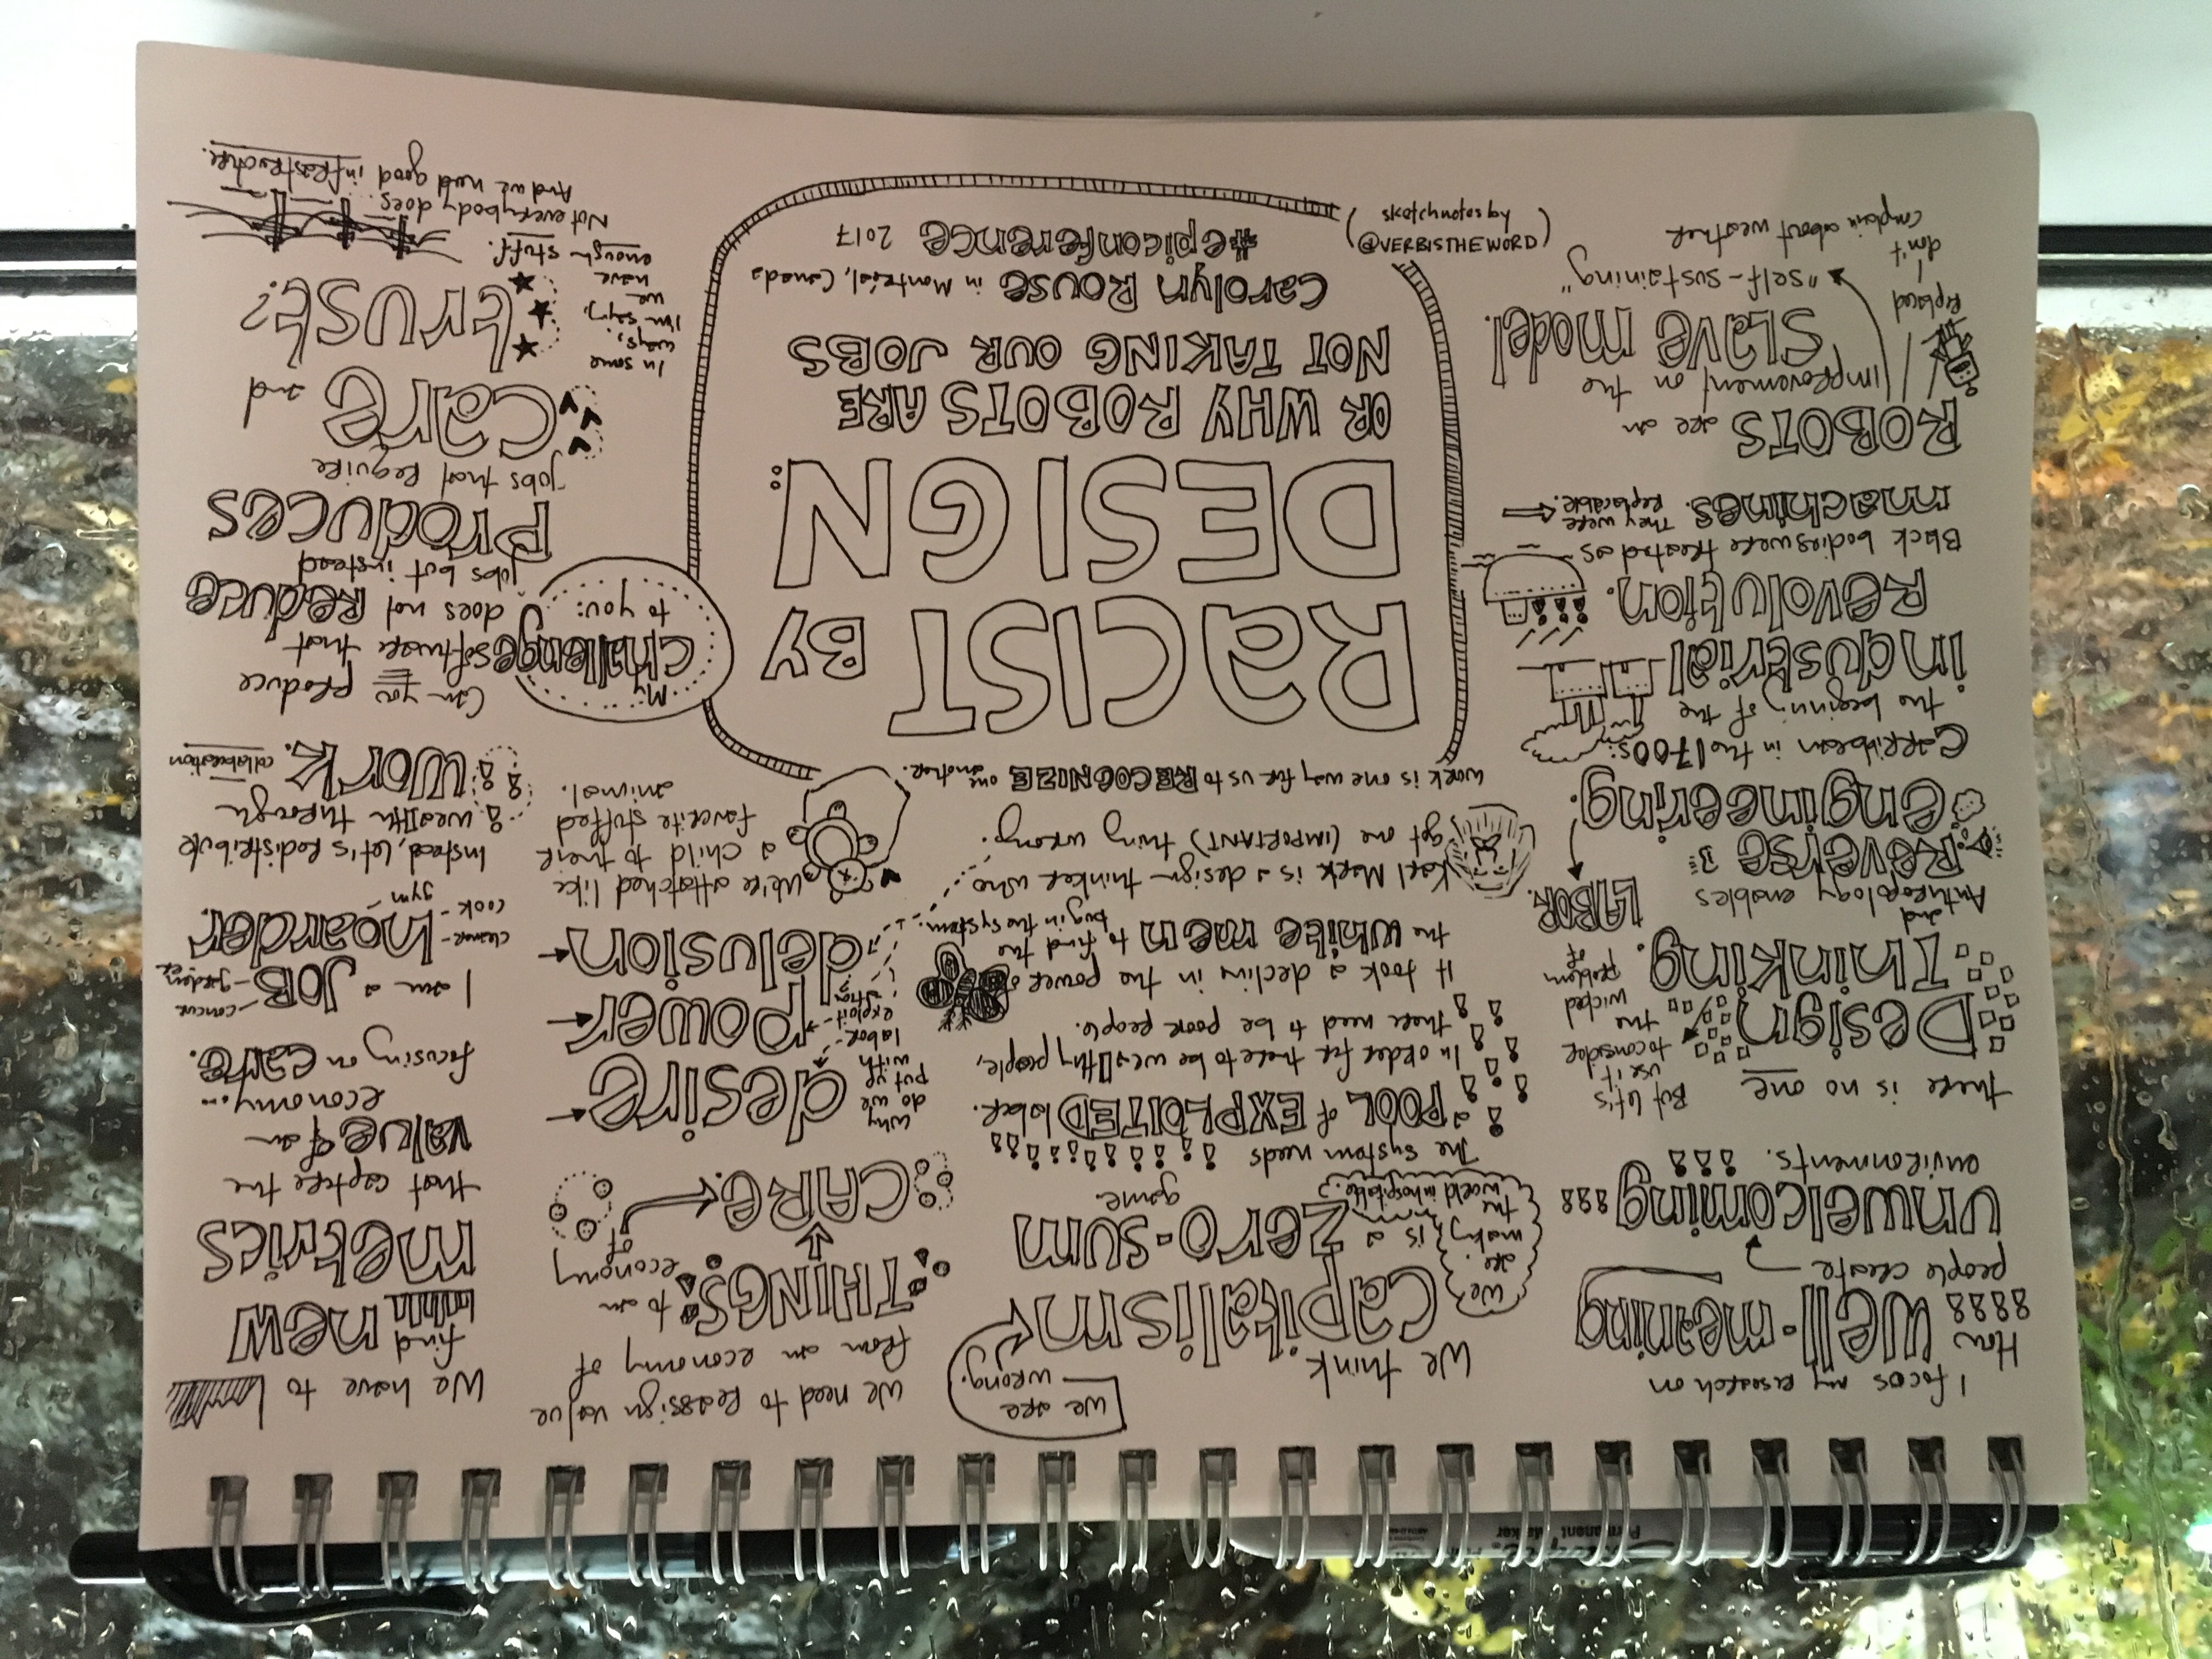 Permanent Marker
I focus my research on
How well-meaning
people create
unwelcoming
environments.
there is no one
Design
Thinking.
But let's
use it
to consider
the
wicked
problem
of
LABOR.
and
Anthropology enables
Reverse
engineering.
Carribbean in the 1700s:
the beginning of the
industrial
Revolution.
Black bodies were treated as
machines. They were
Replacable.
ROBOTS are an
improvement on the
slave model.
Replaced
don't
complain about weather
"self-sustaining"
We think
capitalism
is a zero-sum
game.
we are
wrong.
We
are
making
the
world inhospitable.
The system needs
a POOL of EXPLOITED labor.
In order for there to be wealthy people,
there need to be poor people.
It took a decline in the power of
the white men to find the
bug in the system.
Karl Mark is a design thinker who
got one (IMPORTANT) thing wrong.
work is one way for us to RECOGNIZE one
another.
We need to reassign value
from an economy of
THINGS to an
economy
of
CARE.
Why
do we
put up
with
labor
exploit-
ation?
desire
power
delusion
We're attatched like
a child to their
favorite stuffed
animal.
We have to
find new
metrics
that capture the
value of an
economy...
focusing on care.
I am a JOB
hoarder.
concur
garden
er
cleaner
cook
gym
Instead, let's redistribute
wealth through
work.
collaboration
RACIST BY
DESIGN:
OR WHY ROBOTS ARE
NOT TAKING OUR JOBS
Carolyn Rouse in Montréal, Canada
#epiconference 2017
(sketchnotes by
@VERBISTHEWORD)
My
challenge
to you:
Can you produce
software that
does not reduce
jobs but instead
produces
jobs that require
care and
trust?
In some
ways,
I'm saying,
we
have
enough stuff.
Not everybody does.
And we need good infrastructure.